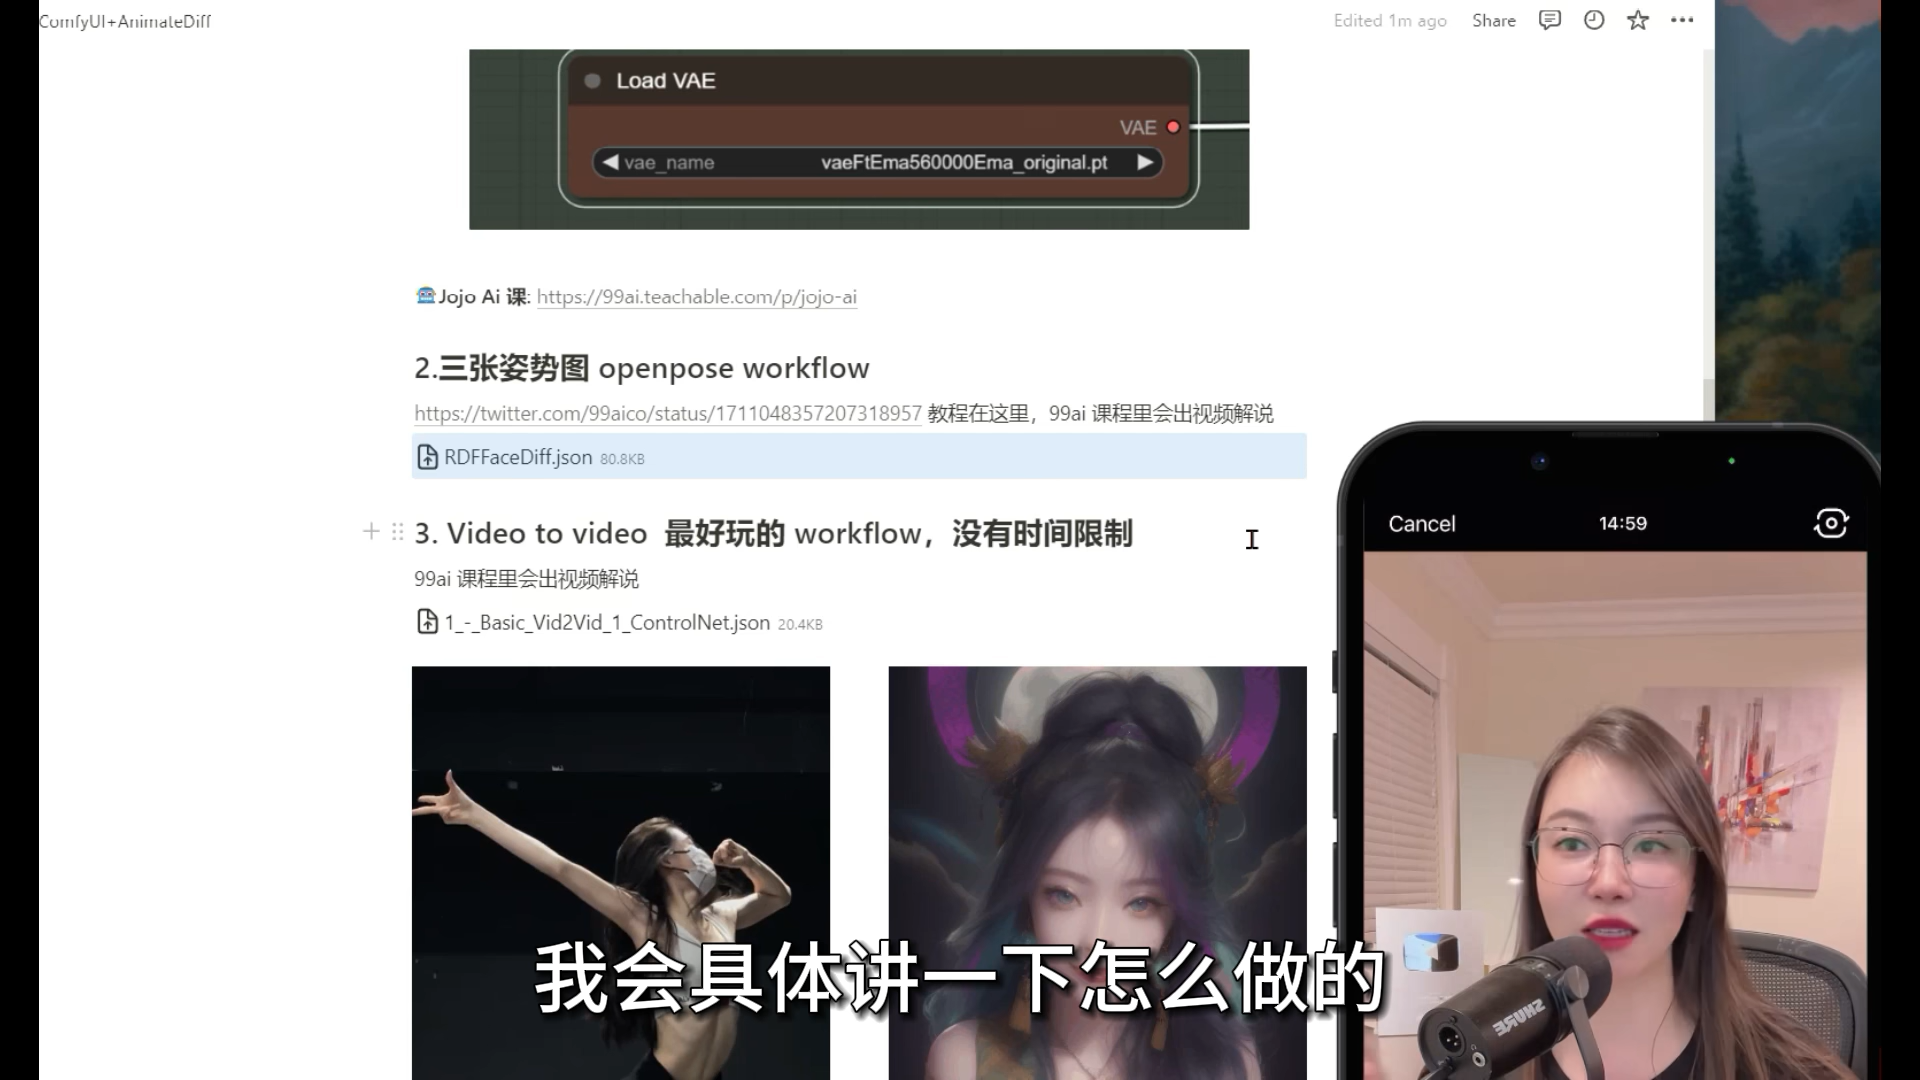 ComfyUI+AnimateDiff
Edited 1m ago Share
Load VAE
VAE
vae_name vaeFtEma560000Ema_original.pt
Jojo Ai 课: https://99ai.teachable.com/p/jojo-ai
2.三张姿势图 openpose workflow
https://twitter.com/99aico/status/1711048357207318957 教程在这里，99ai 课程里会出视频解说
RDFFaceDiff.json 80.8KB
3. Video to video 最好玩的 workflow，没有时间限制
99ai 课程里会出视频解说
1_-_Basic_Vid2Vid_1_ControlNet.json 20.4KB
Cancel 14:59
我会具体讲一下怎么做的
SHURE